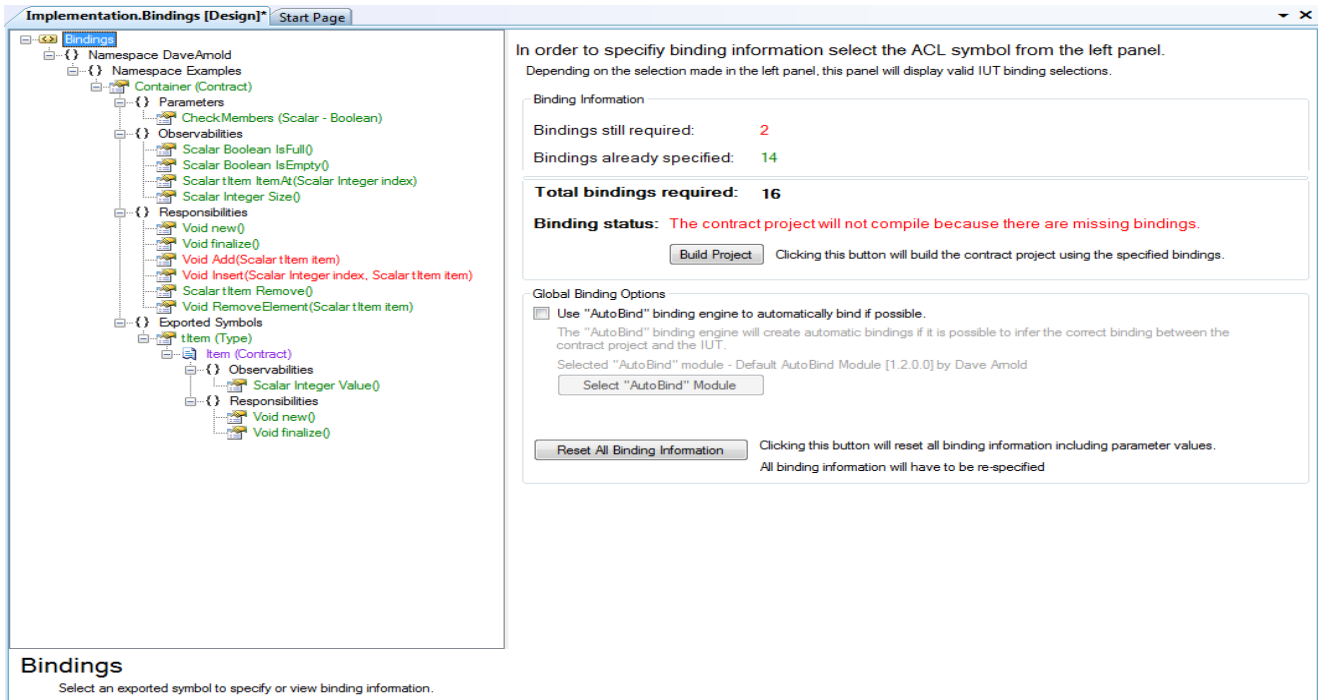 Implementation.Bindings [Design]* Start Page
Bindings
{} Namespace DaveArnold
{} Namespace Examples
Container (Contract)
{} Parameters
CheckMembers (Scalar - Boolean)
{} Observabilities
Scalar Boolean IsFull()
Scalar Boolean IsEmpty()
Scalar tItem ItemAt(Scalar Integer index)
Scalar Integer Size()
{} Responsibilities
Void new()
Void finalize()
Void Add(Scalar tItem item)
Void Insert(Scalar Integer index, Scalar tItem item)
Scalar tItem Remove()
Void RemoveElement(Scalar tItem item)
{} Exported Symbols
tItem (Type)
Item (Contract)
{} Observabilities
Scalar Integer Value()
{} Responsibilities
Void new()
Void finalize()
In order to specifiy binding information select the ACL symbol from the left panel.
Depending on the selection made in the left panel, this panel will display valid IUT binding selections.
Binding Information
Bindings still required: 2
Bindings already specified: 14
Total bindings required: 16
Binding status: The contract project will not compile because there are missing bindings.
Build Project Clicking this button will build the contract project using the specified bindings.
Global Binding Options
Use "AutoBind" binding engine to automatically bind if possible.
The "AutoBind" binding engine will create automatic bindings if it is possible to infer the correct binding between the
contract project and the IUT.
Selected "AutoBind" module - Default AutoBind Module [1.2.0.0] by Dave Arnold
Select "AutoBind" Module
Reset All Binding Information Clicking this button will reset all binding information including parameter values.
All binding information will have to be re-specified
Bindings
Select an exported symbol to specify or view binding information.